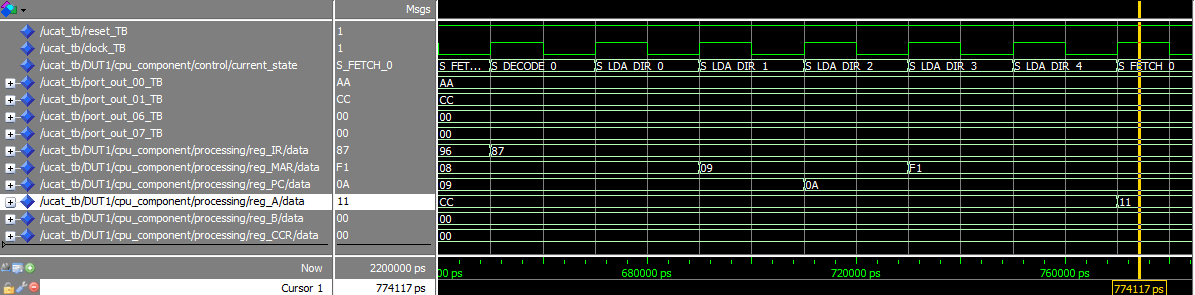 Msgs
/ucat_tb/reset_TB 1
/ucat_tb/clock_TB 1
/ucat_tb/DUT1/cpu_component/control/current_state S_FETCH_0 S_FET... S_DECODE_0 S_LDA_DIR_0 S_LDA_DIR_1 S_LDA_DIR_2 S_LDA_DIR_3 S_LDA_DIR_4 S_FETCH_0
/ucat_tb/port_out_00_TB AA AA
/ucat_tb/port_out_01_TB CC CC
/ucat_tb/port_out_06_TB 00 00
/ucat_tb/port_out_07_TB 00 00
/ucat_tb/DUT1/cpu_component/processing/reg_IR/data 87 96 87
/ucat_tb/DUT1/cpu_component/processing/reg_MAR/data F1 08 09 F1
/ucat_tb/DUT1/cpu_component/processing/reg_PC/data 0A 09 0A
/ucat_tb/DUT1/cpu_component/processing/reg_A/data 11 CC 11
/ucat_tb/DUT1/cpu_component/processing/reg_B/data 00 00
/ucat_tb/DUT1/cpu_component/processing/reg_CCR/data 00 00
Now 2200000 ps 00 ps 680000 ps 720000 ps 760000 ps
Cursor 1 774117 ps 774117 ps